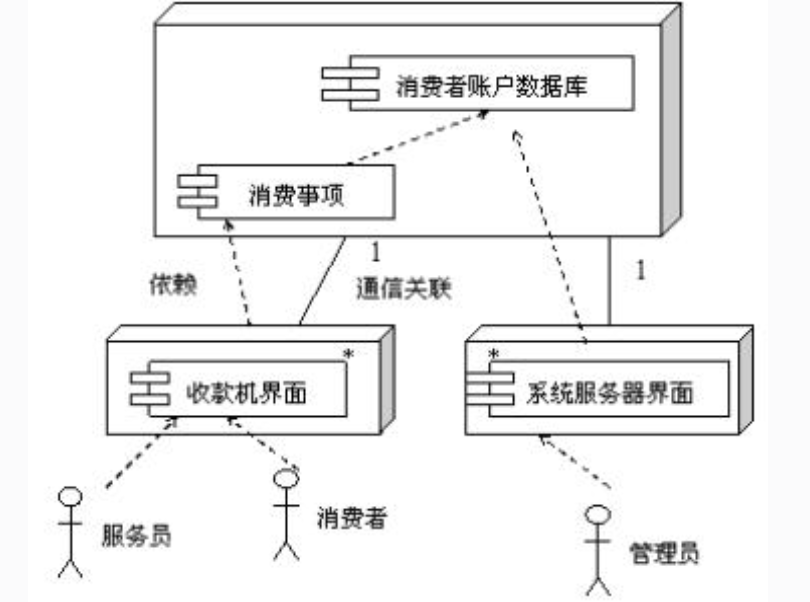 消费者账户数据库
消费事项
1
依赖
通信关联
1
*
收款机界面
*
系统服务器界面
服务员
消费者
管理员